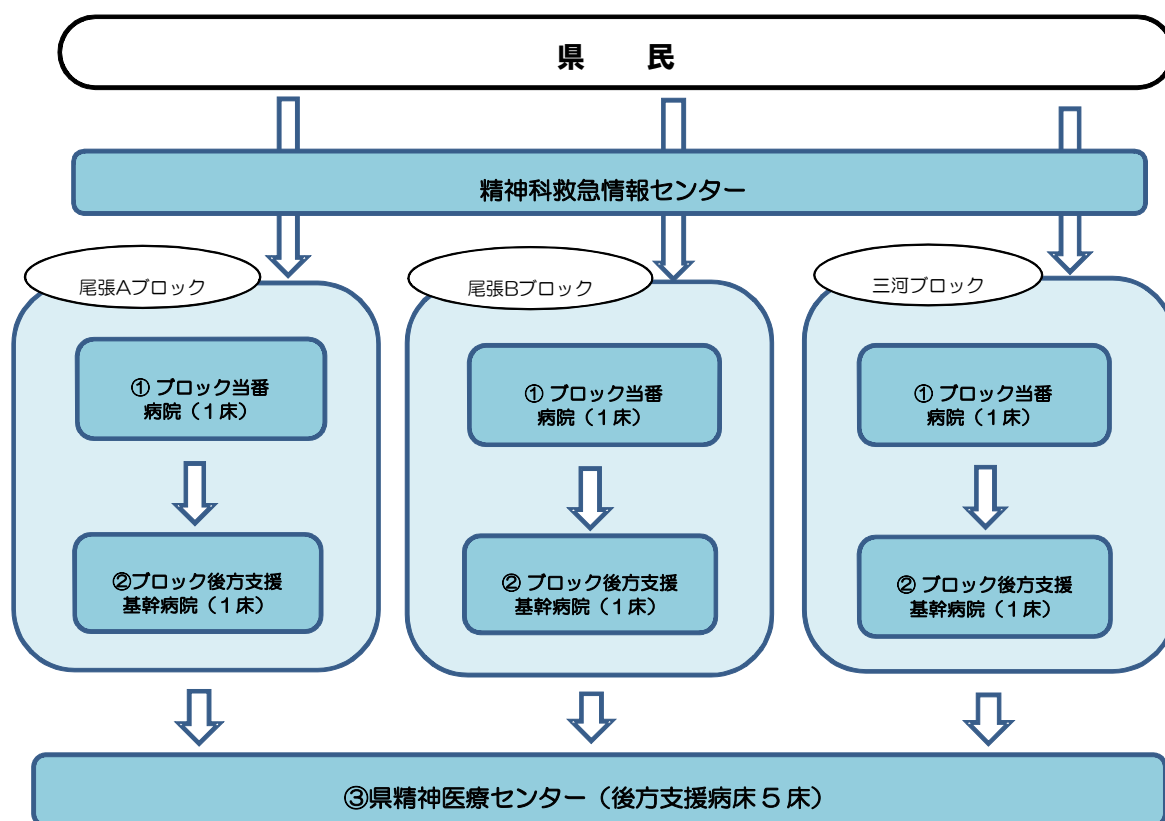 県　　民
精神科救急情報センター
尾張Aブロック
① ブロック当番
病院（1床）
②ブロック後方支援
基幹病院（1床）
尾張Bブロック
① ブロック当番
病院（1床）
② ブロック後方支援
基幹病院（1床）
三河ブロック
① ブロック当番
病院（1床）
② ブロック後方支援
基幹病院（1床）
③県精神医療センター（後方支援病床５床）